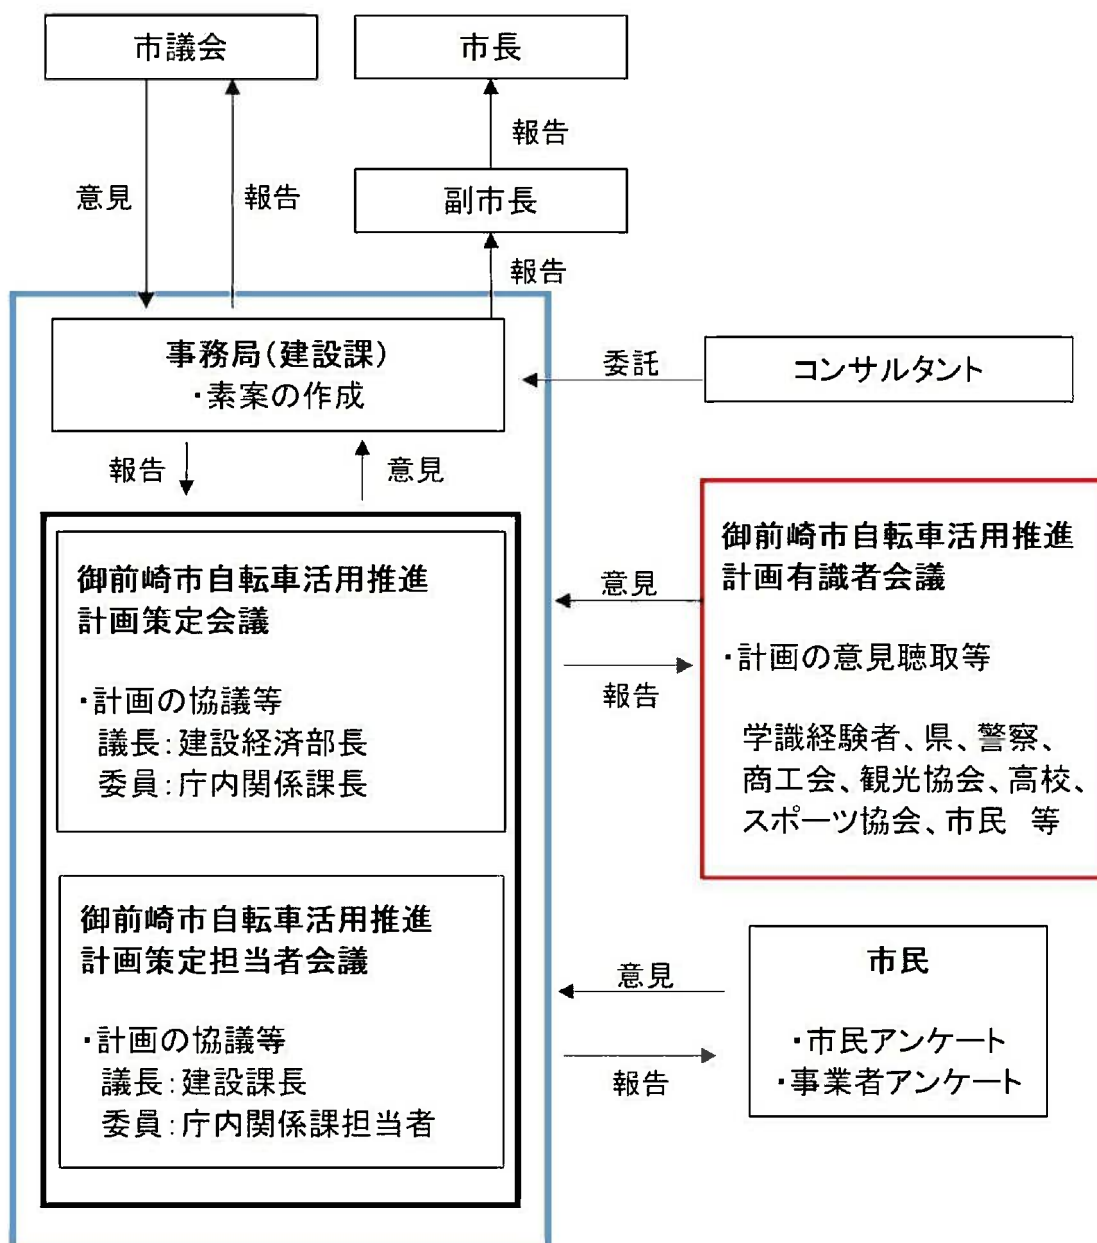 市議会
市長
報告
意見
報告
副市長
報告
事務局(建設課)
・素案の作成
委託
コンサルタント
報告
意見
御前崎市自転車活用推進
計画策定会議
・計画の協議等
議長:建設経済部長
委員:庁内関係課長
意見
報告
御前崎市自転車活用推進
計画有識者会議
・計画の意見聴取等
学識経験者、県、警察、
商工会、観光協会、高校、
スポーツ協会、市民 等
御前崎市自転車活用推進
計画策定担当者会議
・計画の協議等
議長:建設課長
委員:庁内関係課担当者
意見
報告
市民
・市民アンケート
・事業者アンケート